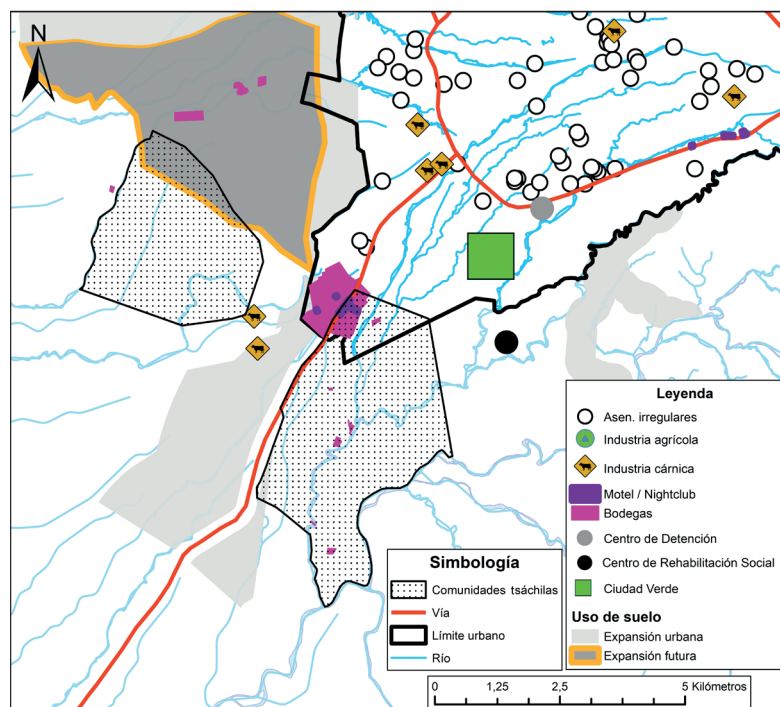 N
Leyenda
Asen. irregulares
Industria agrícola
Industria cárnica
Motel / Nightclub
Bodegas
Centro de Detención
Centro de Rehabilitación Social
Ciudad Verde
Uso de suelo
Expansión urbana
Expansión futura
Simbología
Comunidades tsáchilas
Vía
Límite urbano
Río
0 1,25 2,5 5 Kilómetros